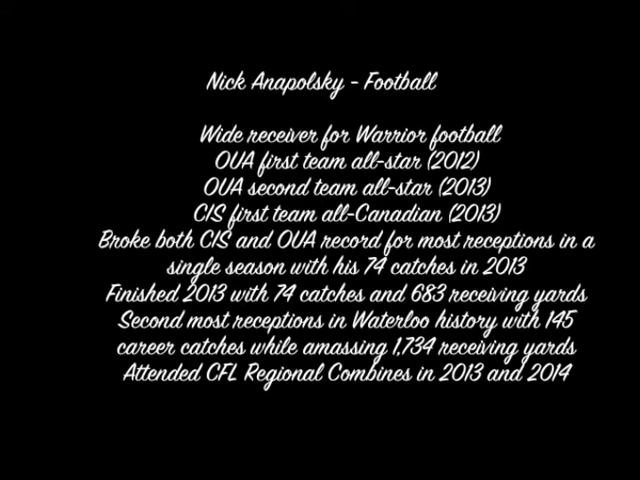 Nick Anapolsky - Football
Wide receiver for Warrior football
OUA first team all-star (2012)
OUA second team all-star (2013)
CIS first team all-Canadian (2013)
Broke both CIS and OUA record for most receptions in a
single season with his 74 catches in 2013
Finished 2013 with 74 catches and 683 receiving yards
Second most receptions in Waterloo history with 145
career catches while amassing 1,734 receiving yards
Attended CFL Regional Combines in 2013 and 2014